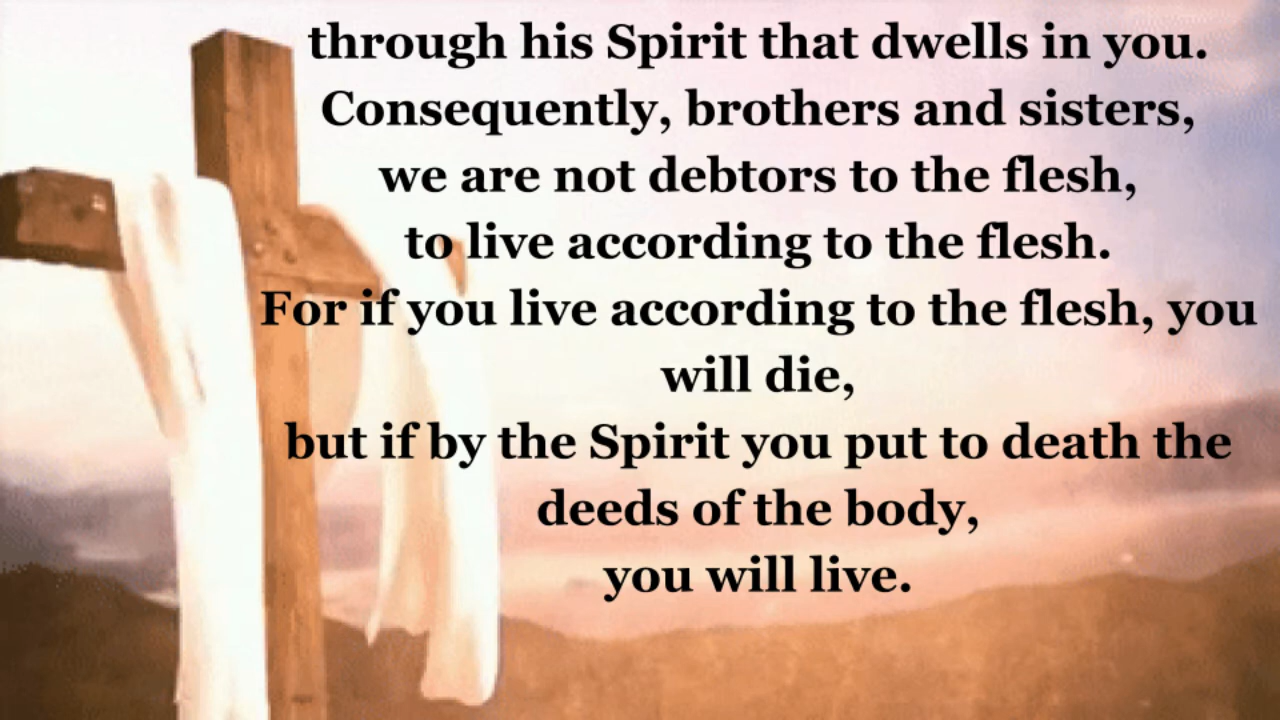 through his Spirit that dwells in you.
Consequently, brothers and sisters,
we are not debtors to the flesh,
to live according to the flesh.
For if you live according to the flesh, you
will die,
but if by the Spirit you put to death the
deeds of the body,
you will live.